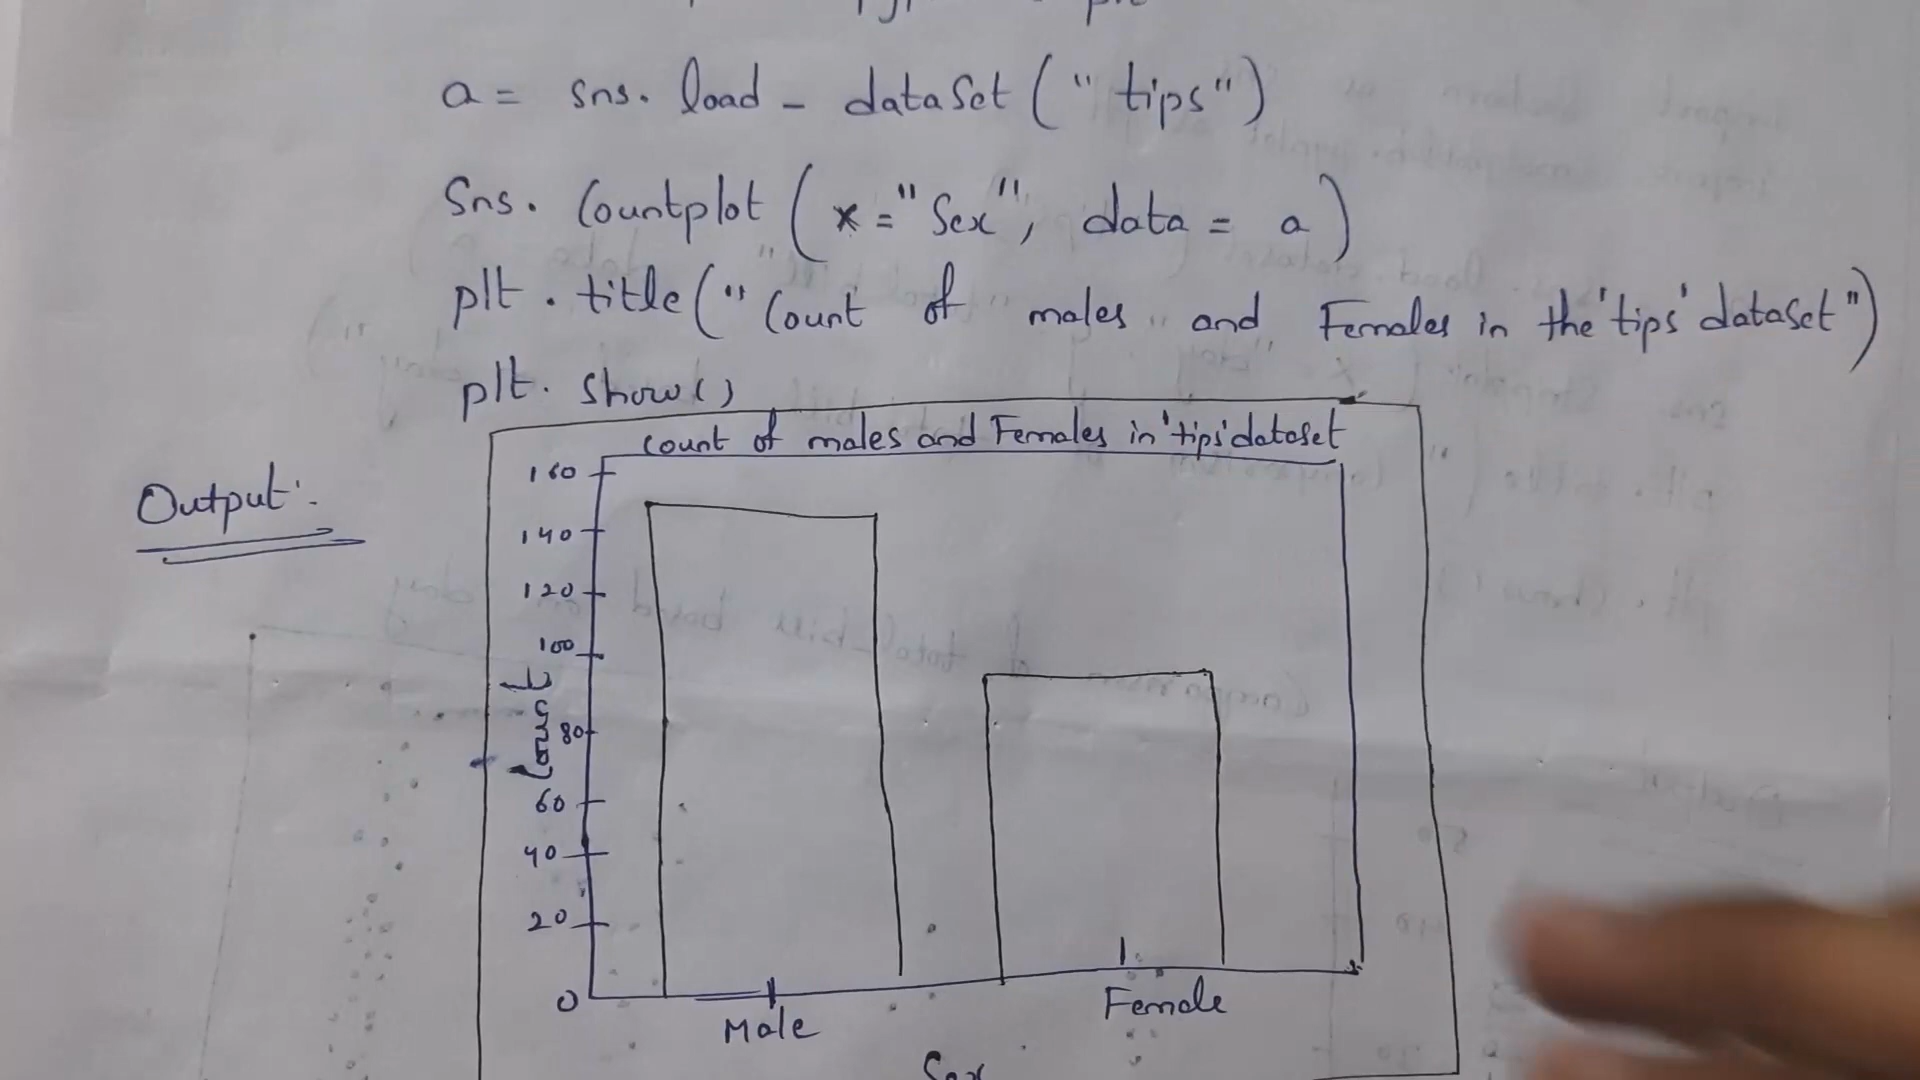 a = sns. load - dataset ("tips")
Sns. Countplot (x = "Sex", data = a)
plt . title ("Count of males and Females in the 'tips' dataset")
plt. show ()
Output:
Count of males and Females in 'tips' dataset
160
140
120
100
80
60
40
20
0
Count
Male
Female
Sex